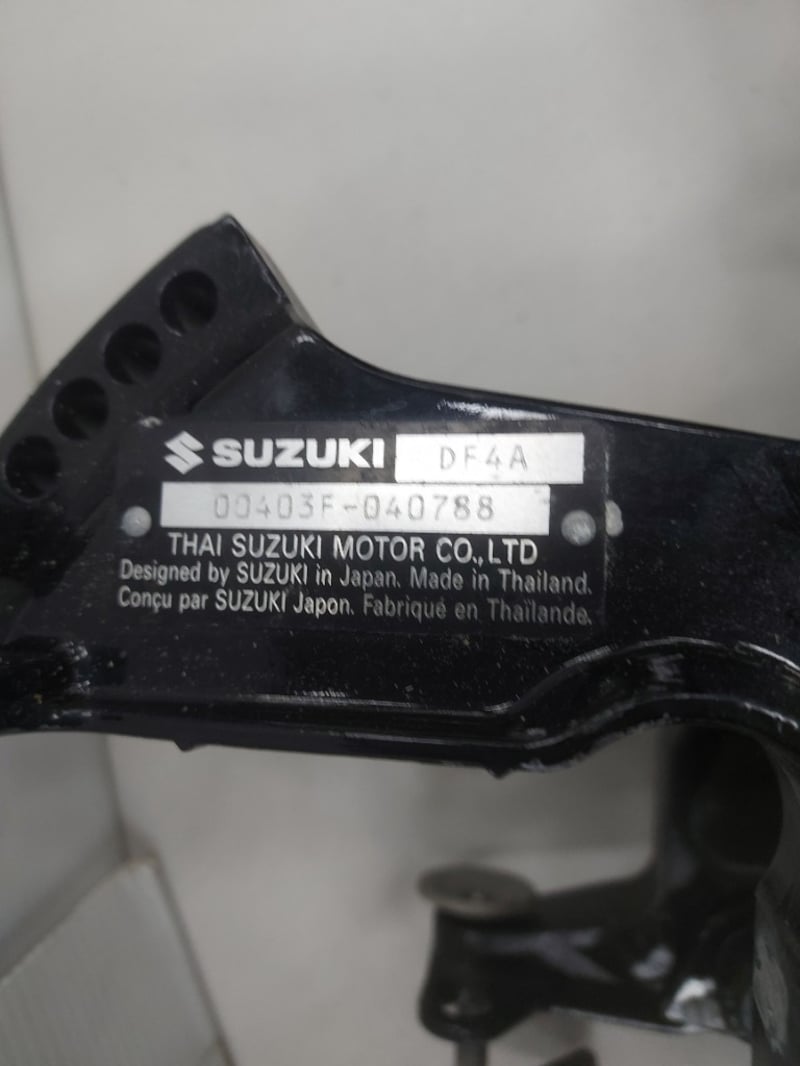 SUZUKI DF4A
00403F-040788
THAI SUZUKI MOTOR CO.,LTD
Designed by SUZUKI in Japan. Made in Thailand.
Conçu par SUZUKI Japon. Fabriqué en Thaïlande.